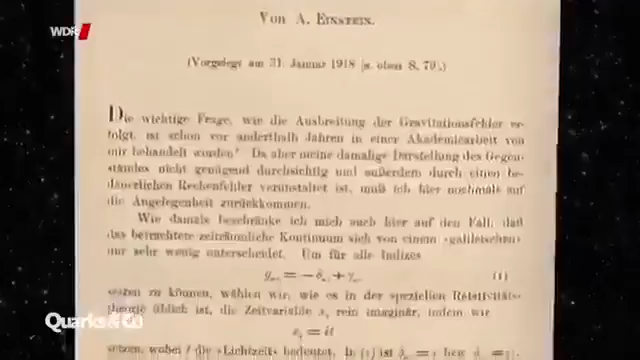 WDR
Von A. EINSTEIN.
(Vorgelegt am 31. Januar 1918 [s. oben S. 79].)
Die wichtige Frage, wie die Ausbreitung der Gravitationsfelder er-
folgt, ist schon vor anderthalb Jahren in einer Akademiearbeit von
mir behandelt worden. Da aber meine damalige Darstellung des Gegen-
standes nicht genügend durchsichtig und außerdem durch einen be-
dauerlichen Rechenfehler verunstaltet ist, muß ich hier nochmals auf
die Angelegenheit zurückkommen.
Wie damals beschränke ich mich auch hier auf den Fall, daß
das betrachtete zeiträumliche Kontinuum sich von einem »galileischen«
nur sehr wenig unterscheidet. Um für alle Indizes
= − + (1)
setzen zu können, wählen wir, wie es in der speziellen Relativitäts-
theorie üblich ist, die Zeitvariable rein imaginär, indem wir
= it
setzen, wobei t die »Lichtzeit« bedeutet. In (1) ist
Quarks & Co